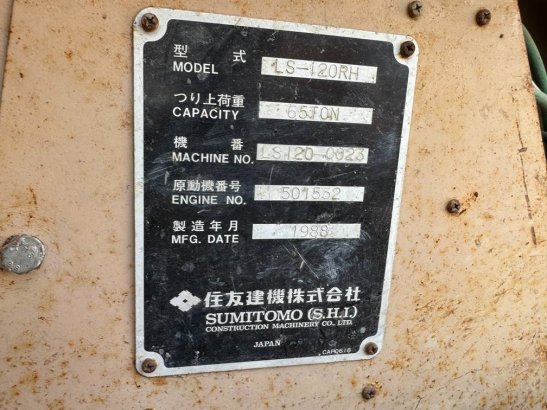 型式 LS-120RH
MODEL
つり上荷重 65TON
CAPACITY
機番 LS120-0023
MACHINE NO.
原動機番号 501552
ENGINE NO.
製造年月 1988
MFG. DATE
住友建機株式会社
SUMITOMO (S.H.I.)
CONSTRUCTION MACHINERY CO., LTD.
JAPAN